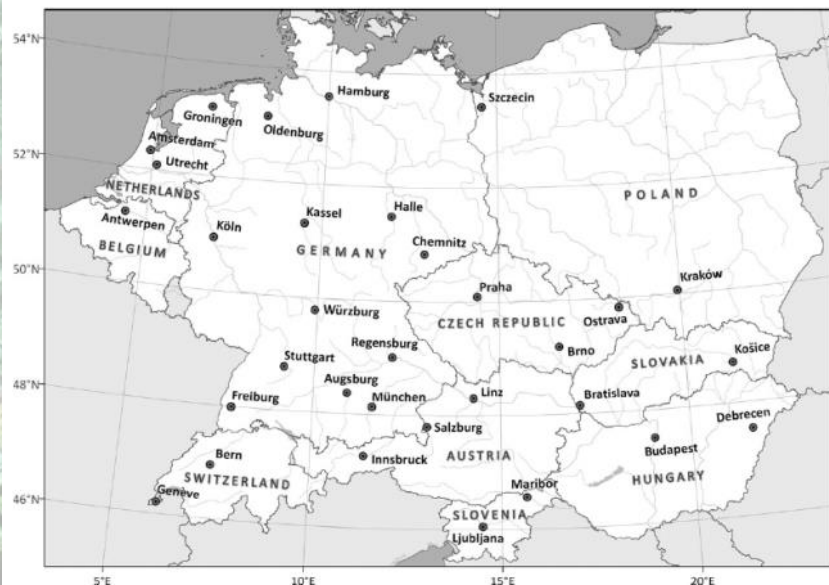 54°N
52°N
50°N
48°N
46°N
5°E
10°E
15°E
20°E
Hamburg
Szczecin
Groningen
Oldenburg
Amsterdam
Utrecht
NETHERLANDS
POLAND
Antwerpen
BELGIUM
Köln
Kassel
Halle
GERMANY
Chemnitz
Praha
Kraków
Würzburg
CZECH REPUBLIC
Ostrava
Regensburg
Brno
Stuttgart
SLOVAKIA
Košice
Augsburg
Linz
Bratislava
Freiburg
München
Debrecen
Salzburg
Budapest
Bern
Innsbruck
AUSTRIA
HUNGARY
SWITZERLAND
Maribor
Genève
SLOVENIA
Ljubljana